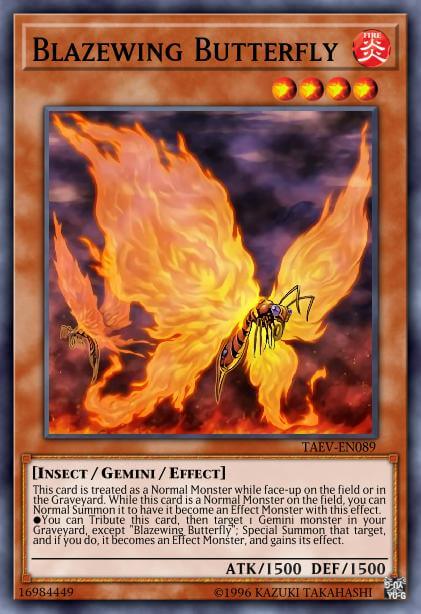 BLAZEWING BUTTERFLY
FIRE
炎
TAEV-EN089
[INSECT / GEMINI / EFFECT]
This card is treated as a Normal Monster while face-up on the field or in
the Graveyard. While this card is a Normal Monster on the field, you can
Normal Summon it to have it become an Effect Monster with this effect.
●You can Tribute this card, then target 1 Gemini monster in your
Graveyard, except "Blazewing Butterfly"; Special Summon that target,
and if you do, it becomes an Effect Monster, and gains its effect.
ATK/1500 DEF/1500
16984449
©1996 KAZUKI TAKAHASHI